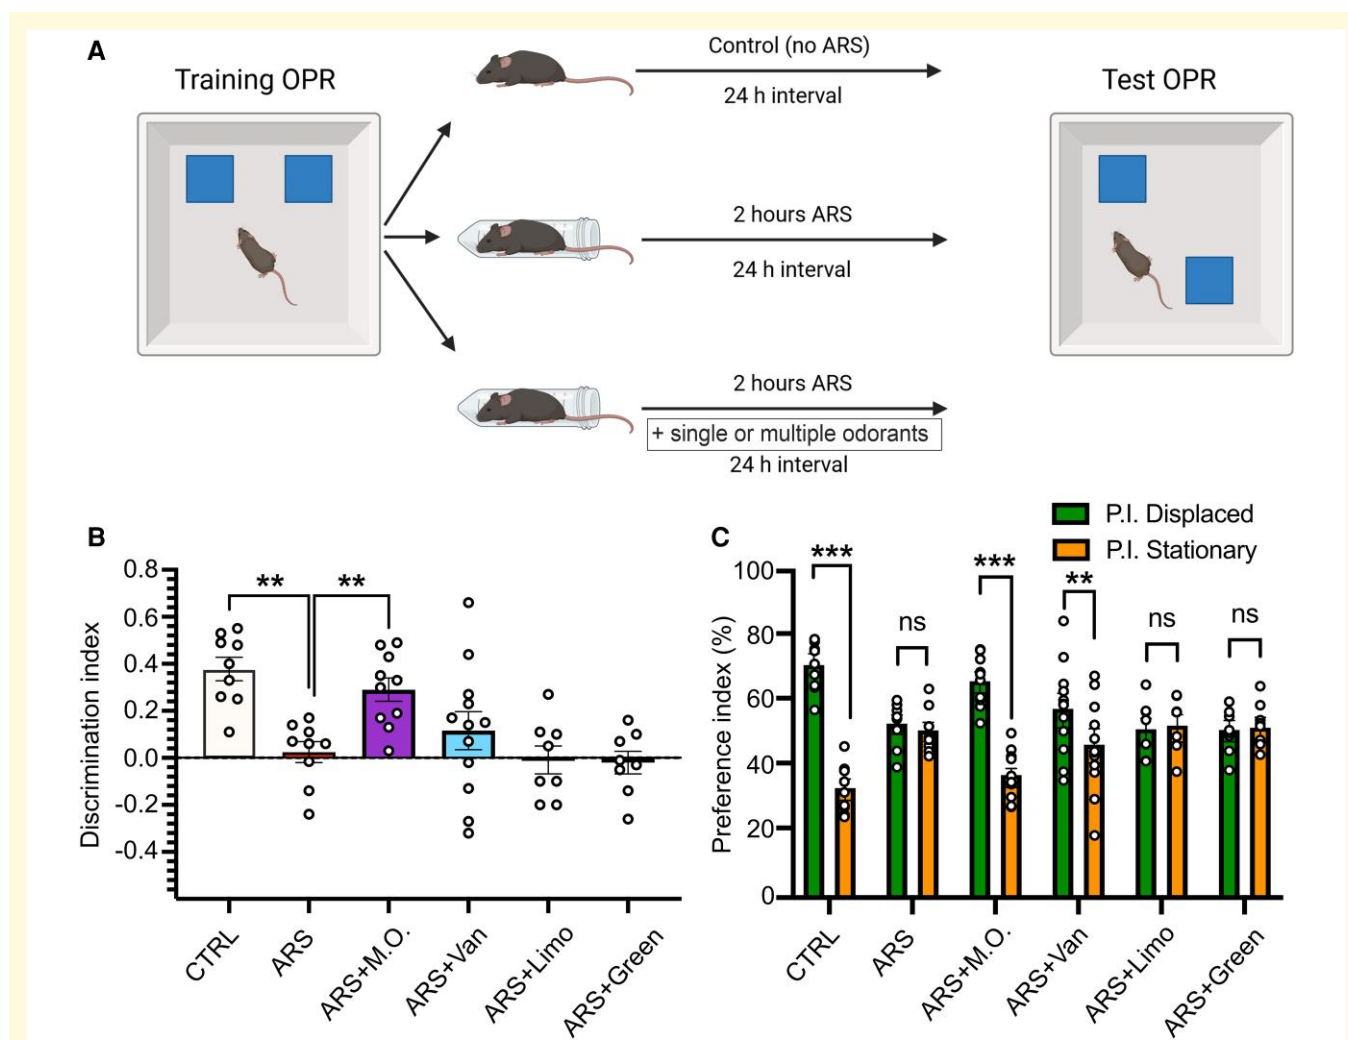 A
Training OPR
Control (no ARS)
24 h interval
Test OPR
2 hours ARS
24 h interval
2 hours ARS
+ single or multiple odorants
24 h interval
B
Discrimination index
0.8
0.6
0.4
0.2
0.0
-0.2
-0.4
**
**
CTRL
ARS
ARS+M.O.
ARS+Van
ARS+Limo
ARS+Green
C
P.I. Displaced
P.I. Stationary
Preference index (%)
100
80
60
40
20
0
***
ns
***
**
ns
ns
CTRL
ARS
ARS+M.O.
ARS+Van
ARS+Limo
ARS+Green